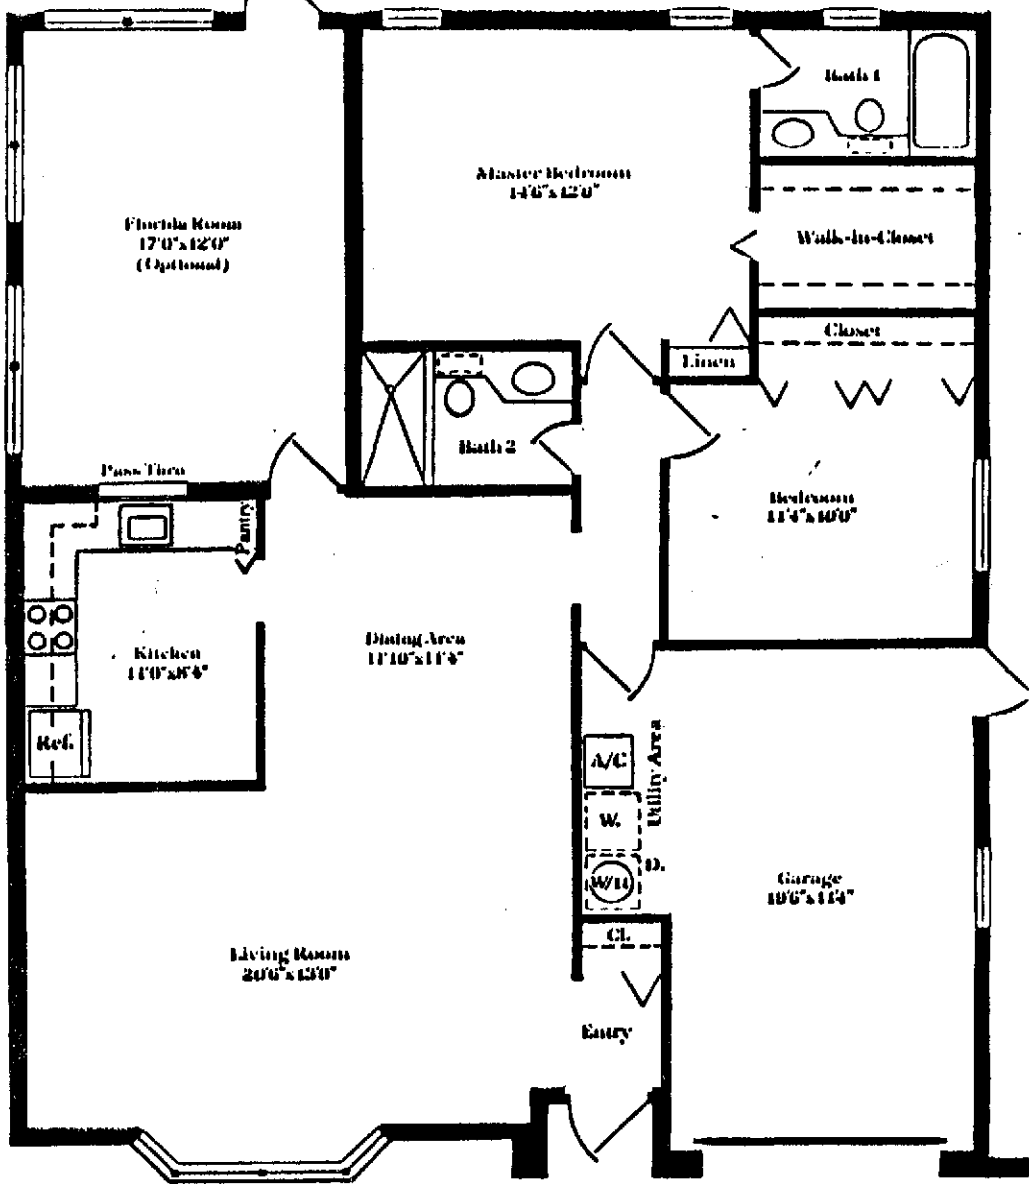 Bath 1
Master Bedroom
14'6"x12'0"
Florida Room
17'0"x12'0"
(Optional)
Walk-In-Closet
Closet
Linen
Bath 2
Pass Thru
Pantry
Bedroom
11'4"x10'0"
Dining Area
11'10"x11'4"
Kitchen
11'0"x8'4"
Ref.
A/C
Utility Area
W.
D.
W/H
Garage
19'6"x11'4"
CL
Living Room
20'6"x13'0"
Entry